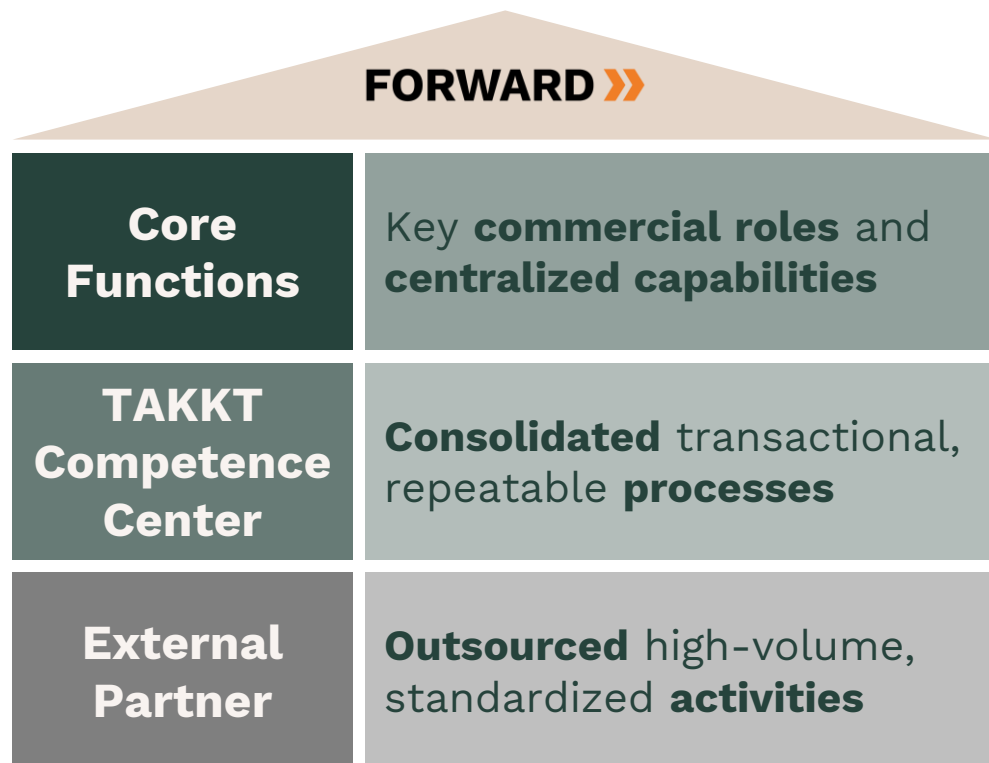 FORWARD
Core
Functions
Key commercial roles and
centralized capabilities
TAKKT
Competence
Center
Consolidated transactional,
repeatable processes
External
Partner
Outsourced high-volume,
standardized activities